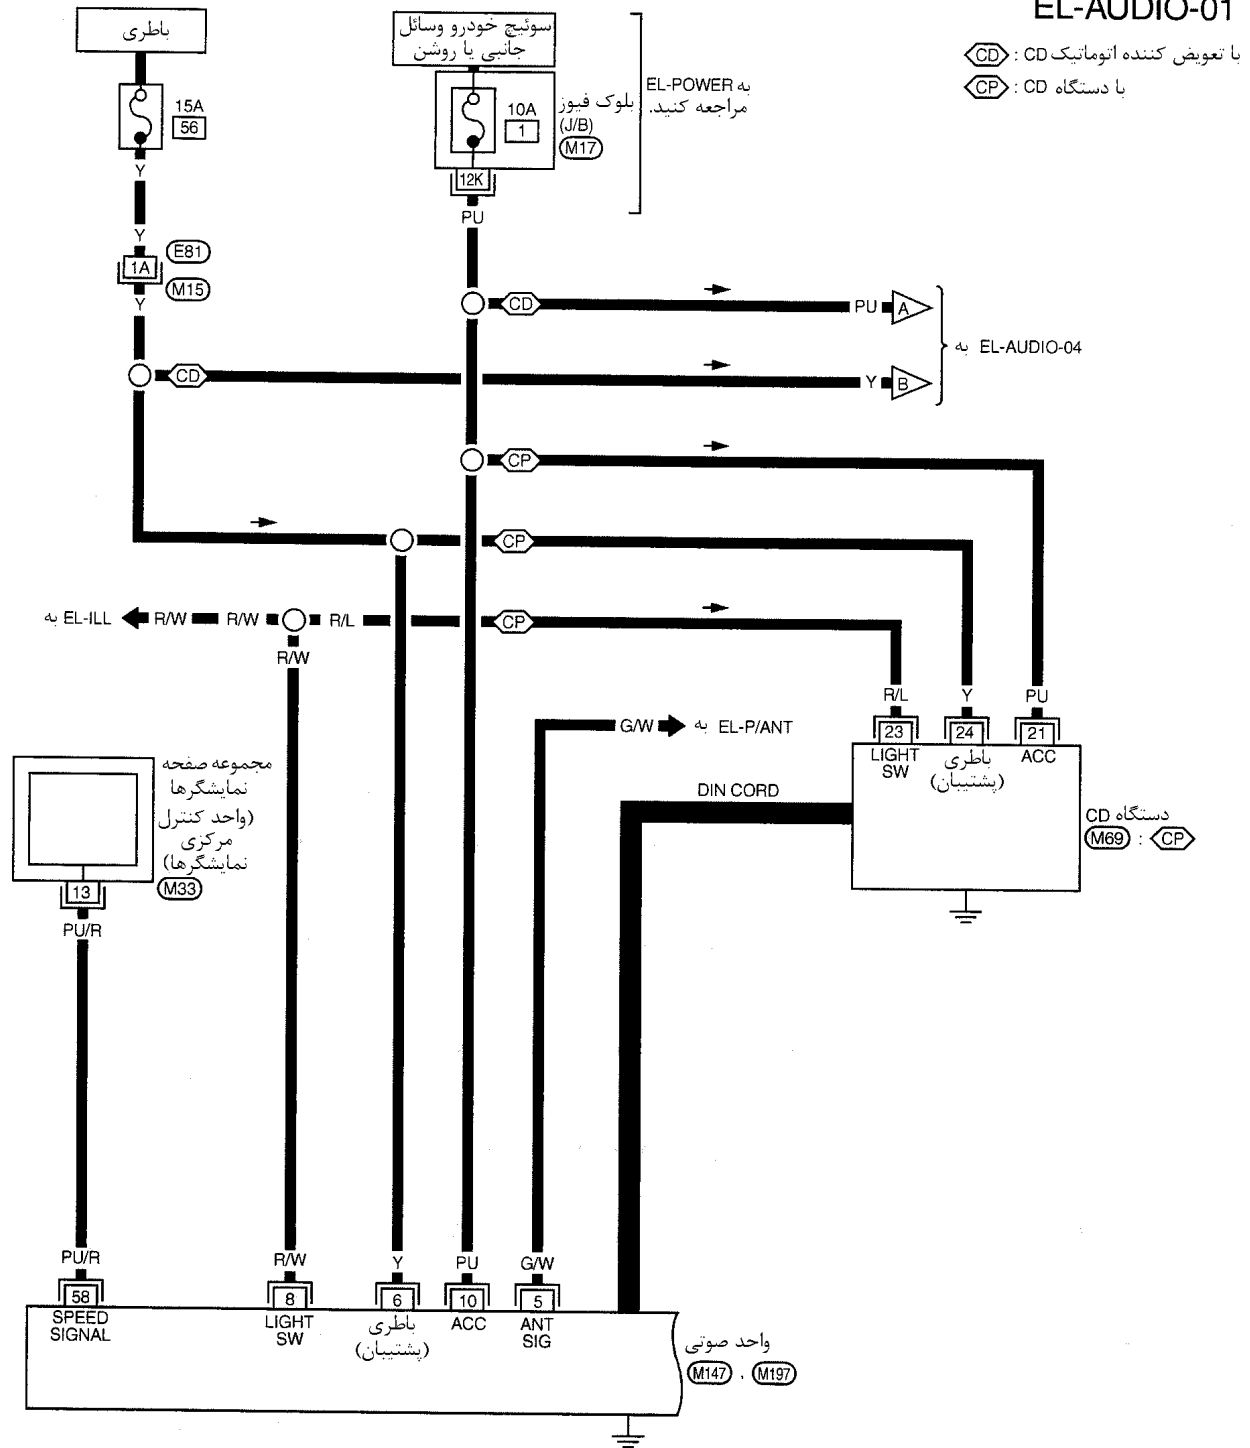 EL-AUDIO-01
با تعویض کننده اتوماتیک CD : CD
با دستگاه CD : CP
باطری
15A
56
Y
Y
E81
1A
M15
Y
سوئیچ خودرو وسائل
جانبی یا روشن
10A
1
بلوک فیوز
(J/B)
M17
12K
PU
به EL-POWER
مراجعه کنید.
CD
PU A
CD
Y B
به EL-AUDIO-04
CP
CP
به EL-ILL R/W R/W R/L CP
R/W
G/W به EL-P/ANT
R/L Y PU
23 24 21
LIGHT
SW
باطری
(پشتیبان)
ACC
دستگاه CD
M69 : CP
DIN CORD
مجموعه صفحه
نمایشگرها
(واحد کنترل
مرکزی
نمایشگرها)
M33
13
PU/R
PU/R R/W Y PU G/W
58 8 6 10 5
SPEED
SIGNAL
LIGHT
SW
باطری
(پشتیبان)
ACC
ANT
SIG
واحد صوتی
M147 , M197